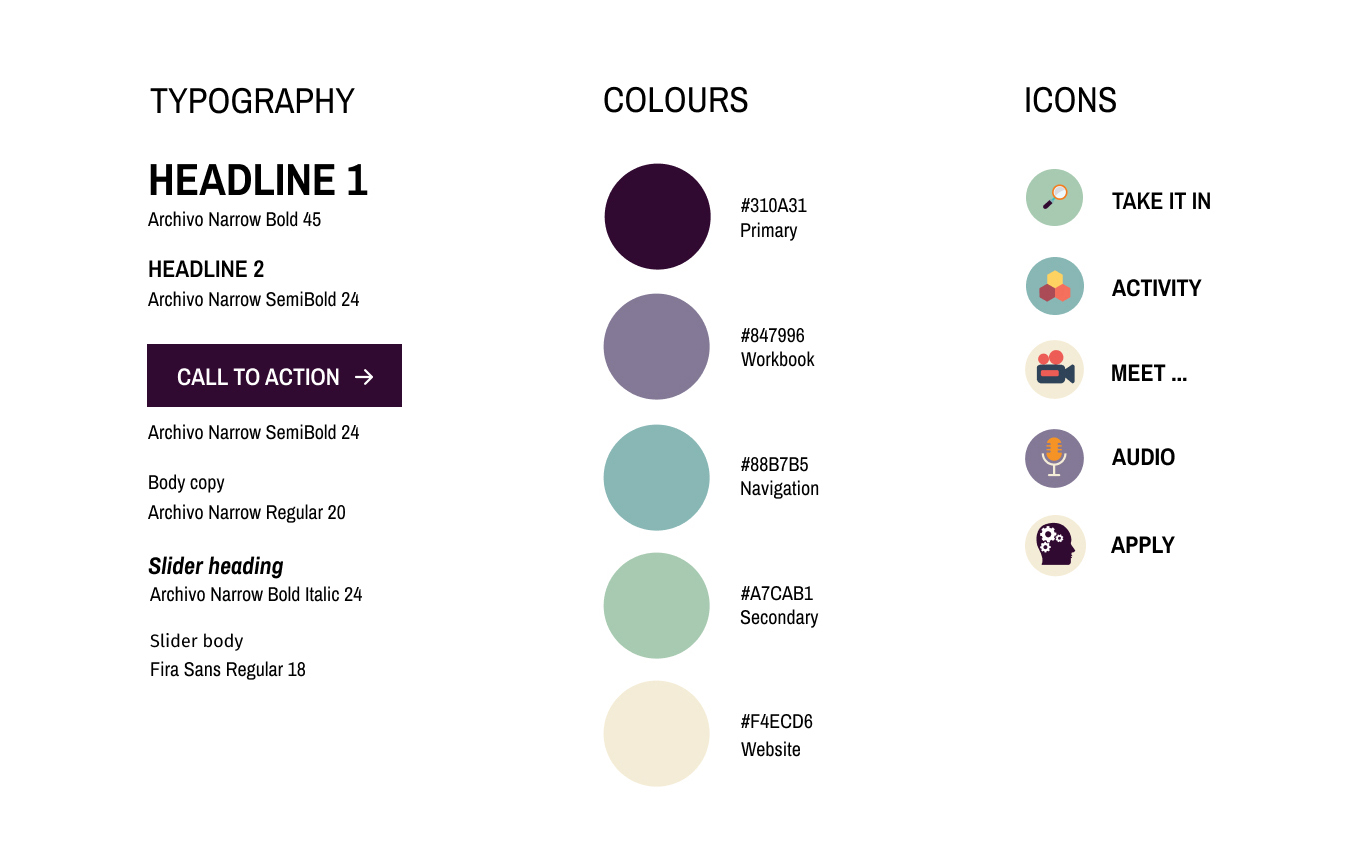 TYPOGRAPHY
HEADLINE 1
Archivo Narrow Bold 45
HEADLINE 2
Archivo Narrow SemiBold 24
CALL TO ACTION →
Archivo Narrow SemiBold 24
Body copy
Archivo Narrow Regular 20
Slider heading
Archivo Narrow Bold Italic 24
Slider body
Fira Sans Regular 18
COLOURS
#310A31
Primary
#847996
Workbook
#88B7B5
Navigation
#A7CAB1
Secondary
#F4ECD6
Website
ICONS
TAKE IT IN
ACTIVITY
MEET ...
AUDIO
APPLY